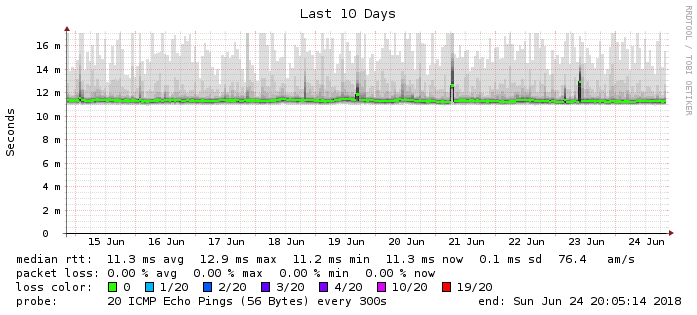 Last 10 Days
RRDTOOL / TOBI OETIKER
Seconds
16 m
14 m
12 m
10 m
8 m
6 m
4 m
2 m
0
15 Jun 16 Jun 17 Jun 18 Jun 19 Jun 20 Jun 21 Jun 22 Jun 23 Jun 24 Jun
median rtt: 11.3 ms avg 12.9 ms max 11.2 ms min 11.3 ms now 0.1 ms sd 76.4 am/s
packet loss: 0.00 % avg 0.00 % max 0.00 % min 0.00 % now
loss color: 0 1/20 2/20 3/20 4/20 10/20 19/20
probe: 20 ICMP Echo Pings (56 Bytes) every 300s end: Sun Jun 24 20:05:14 2018